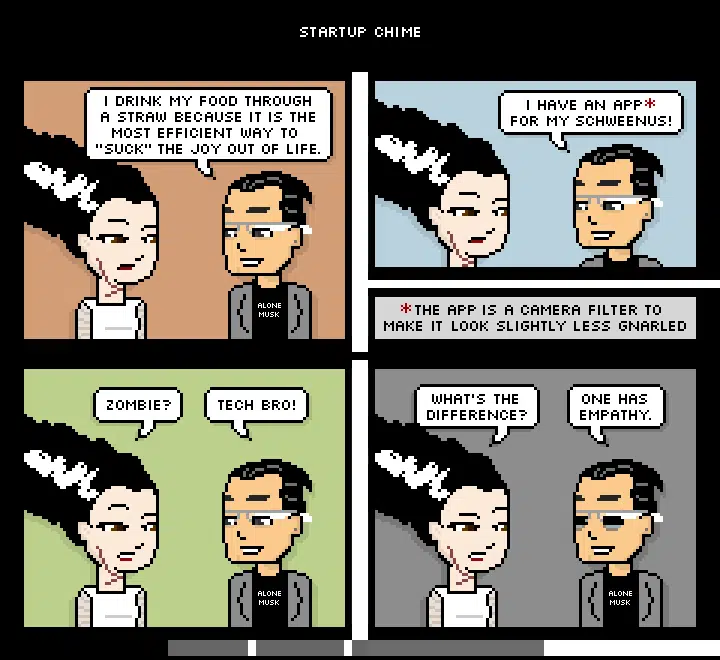 STARTUP CHIME
I DRINK MY FOOD THROUGH
A STRAW BECAUSE IT IS THE
MOST EFFICIENT WAY TO
"SUCK" THE JOY OUT OF LIFE.
ALONE
MUSK
I HAVE AN APP*
FOR MY SCHWEENUS!
*THE APP IS A CAMERA FILTER TO
MAKE IT LOOK SLIGHTLY LESS GNARLED
ZOMBIE?
TECH BRO!
ALONE
MUSK
WHAT'S THE
DIFFERENCE?
ONE HAS
EMPATHY.
ALONE
MUSK